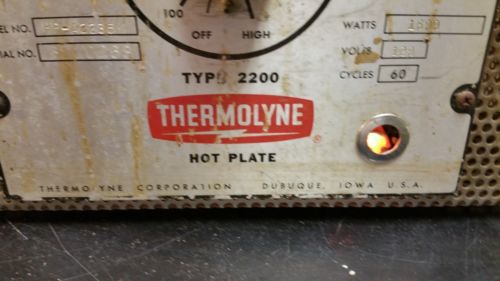 100
OFF HIGH
EL NO.
IAL NO.
WATTS
VOLTS
CYCLES 60
TYPE 2200
THERMOLYNE
®
HOT PLATE
THERMOLYNE CORPORATION DUBUQUE, IOWA U.S.A.